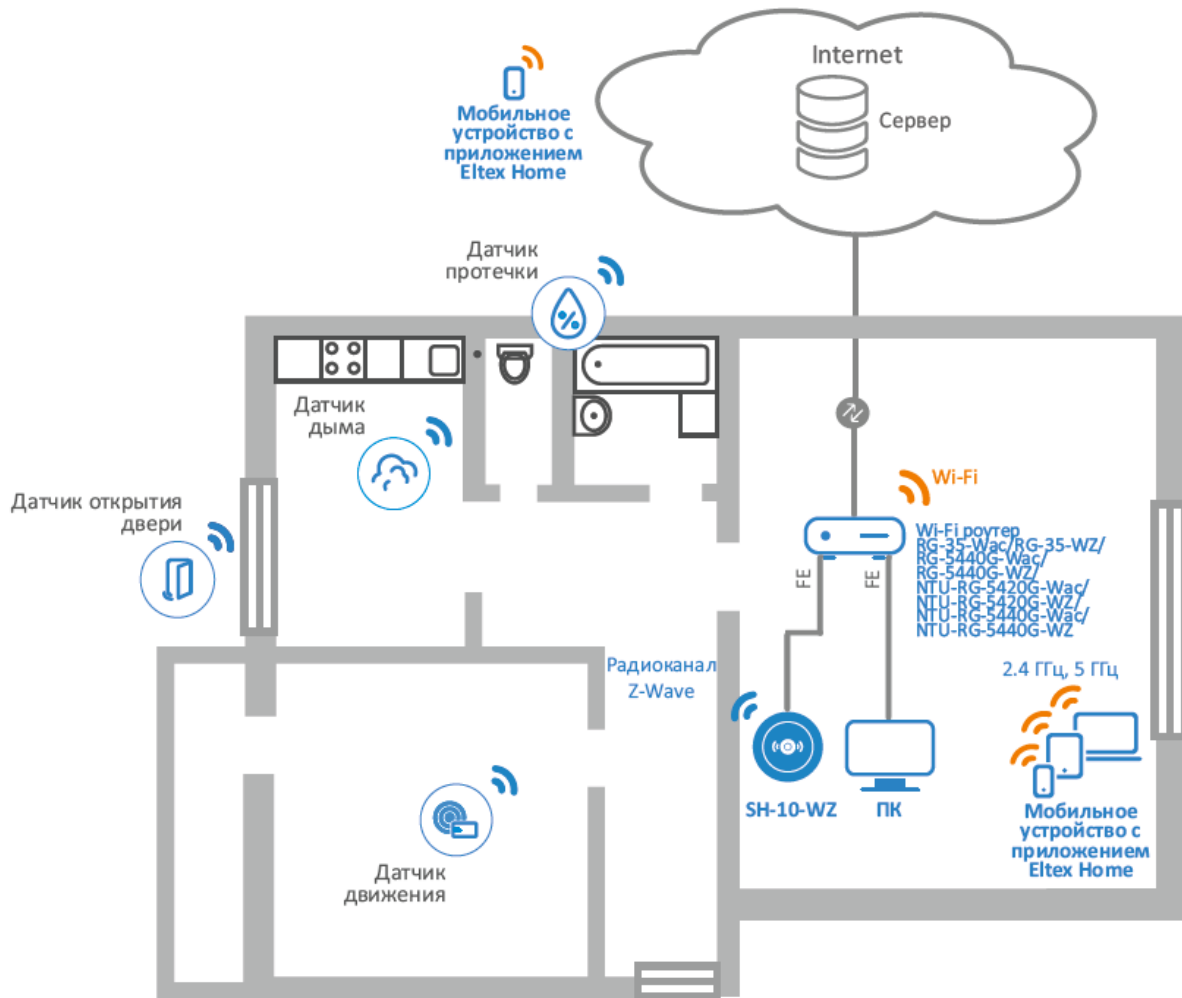 Internet
Сервер
Мобильное
устройство с
приложением
Eltex Home
Датчик
протечки
Датчик
дыма
Датчик открытия
двери
Wi-Fi
Wi-Fi роутер
RG-35-Wac/RG-35-WZ/
RG-5440G-Wac/
RG-5440G-WZ/
NTU-RG-5420G-Wac/
NTU-RG-5420G-WZ/
NTU-RG-5440G-Wac/
NTU-RG-5440G-WZ
FE
FE
Радиоканал
Z-Wave
2.4 ГГц, 5 ГГц
SH-10-WZ
ПК
Мобильное
устройство с
приложением
Eltex Home
Датчик
движения